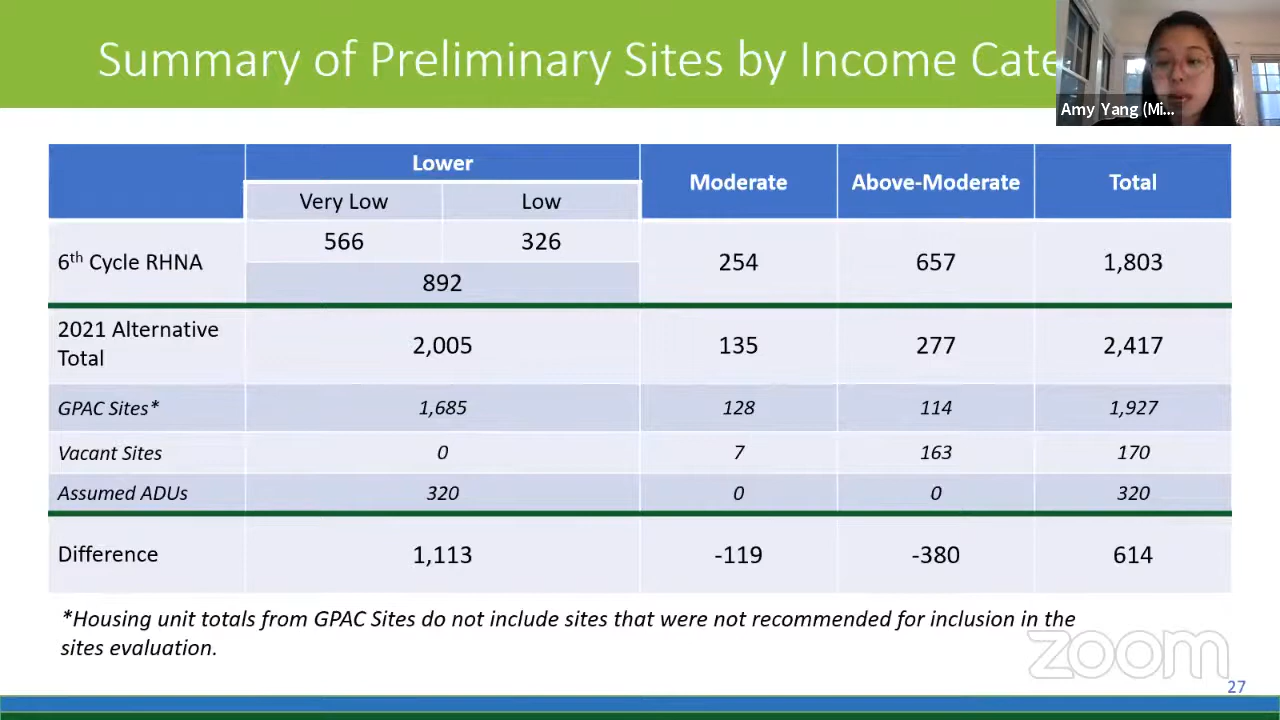 Summary of Preliminary Sites by Income Cate
Amy Yang (Mi...
Lower Moderate Above-Moderate Total
Very Low Low
6th Cycle RHNA 566 326 254 657 1,803
892
2021 Alternative
Total 2,005 135 277 2,417
GPAC Sites* 1,685 128 114 1,927
Vacant Sites 0 7 163 170
Assumed ADUs 320 0 0 320
Difference 1,113 -119 -380 614
*Housing unit totals from GPAC Sites do not include sites that were not recommended for inclusion in the
sites evaluation.
zoom
27